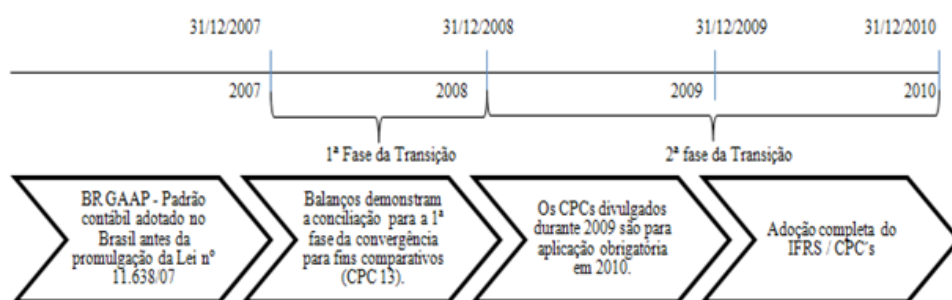 31/12/2007 31/12/2008 31/12/2009 31/12/2010
2007 2008 2009 2010
1ª Fase da Transição 2ª fase da Transição
BR GAAP - Padrão
contábil adotado no
Brasil antes da
promulgação da Lei nº
11.638/07
Balanços demonstram
a conciliação para a 1ª
fase da convergência
para fins comparativos
(CPC 13).
Os CPCs divulgados
durante 2009 são para
aplicação obrigatória
em 2010.
Adoção completa do
IFRS / CPC´s